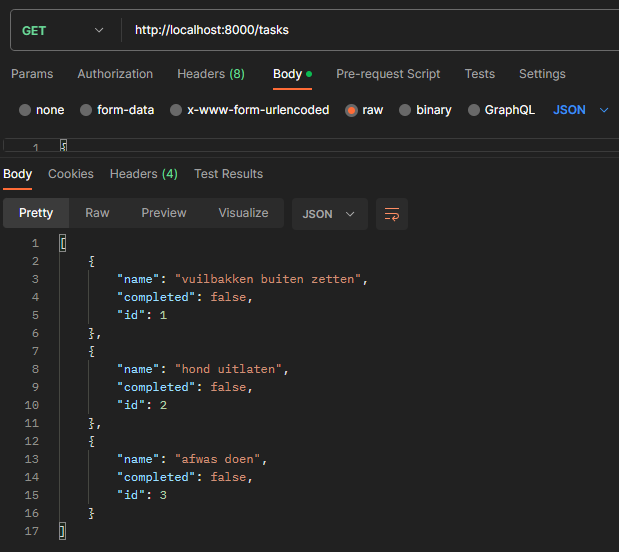 GET http://localhost:8000/tasks
Params Authorization Headers (8) Body Pre-request Script Tests Settings
none form-data x-www-form-urlencoded raw binary GraphQL JSON
1 {
Body Cookies Headers (4) Test Results
Pretty Raw Preview Visualize JSON
1 [
2 {
3 "name": "vuilbakken buiten zetten",
4 "completed": false,
5 "id": 1
6 },
7 {
8 "name": "hond uitlaten",
9 "completed": false,
10 "id": 2
11 },
12 {
13 "name": "afwas doen",
14 "completed": false,
15 "id": 3
16 }
17 ]